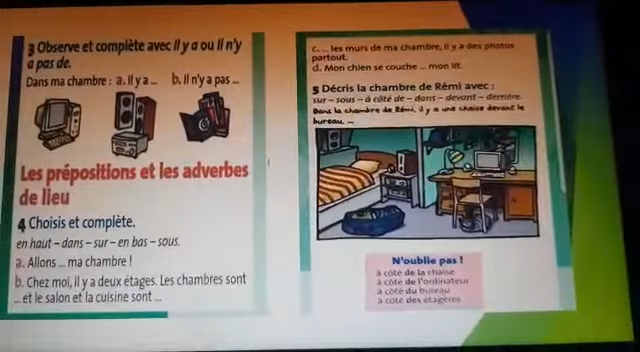 3 Observe et complète avec Il y a ou Il n'y
a pas de.
Dans ma chambre : a. Il y a ... b. Il n'y a pas ...
Les prépositions et les adverbes
de lieu
4 Choisis et complète.
en haut – dans – sur – en bas – sous.
a. Allons ... ma chambre !
b. Chez moi, il y a deux étages. Les chambres sont
... et le salon et la cuisine sont ...
c. ... les murs de ma chambre, il y a des photos
partout.
d. Mon chien se couche ... mon lit.
5 Décris la chambre de Rémi avec :
sur – sous – à côté de – dans – devant – derrière.
Dans la chambre de Rémi, il y a une chaise devant le
bureau, ...
N'oublie pas !
à côté de la chaise
à côté de l'ordinateur
à côté du bureau
à côté des étagères